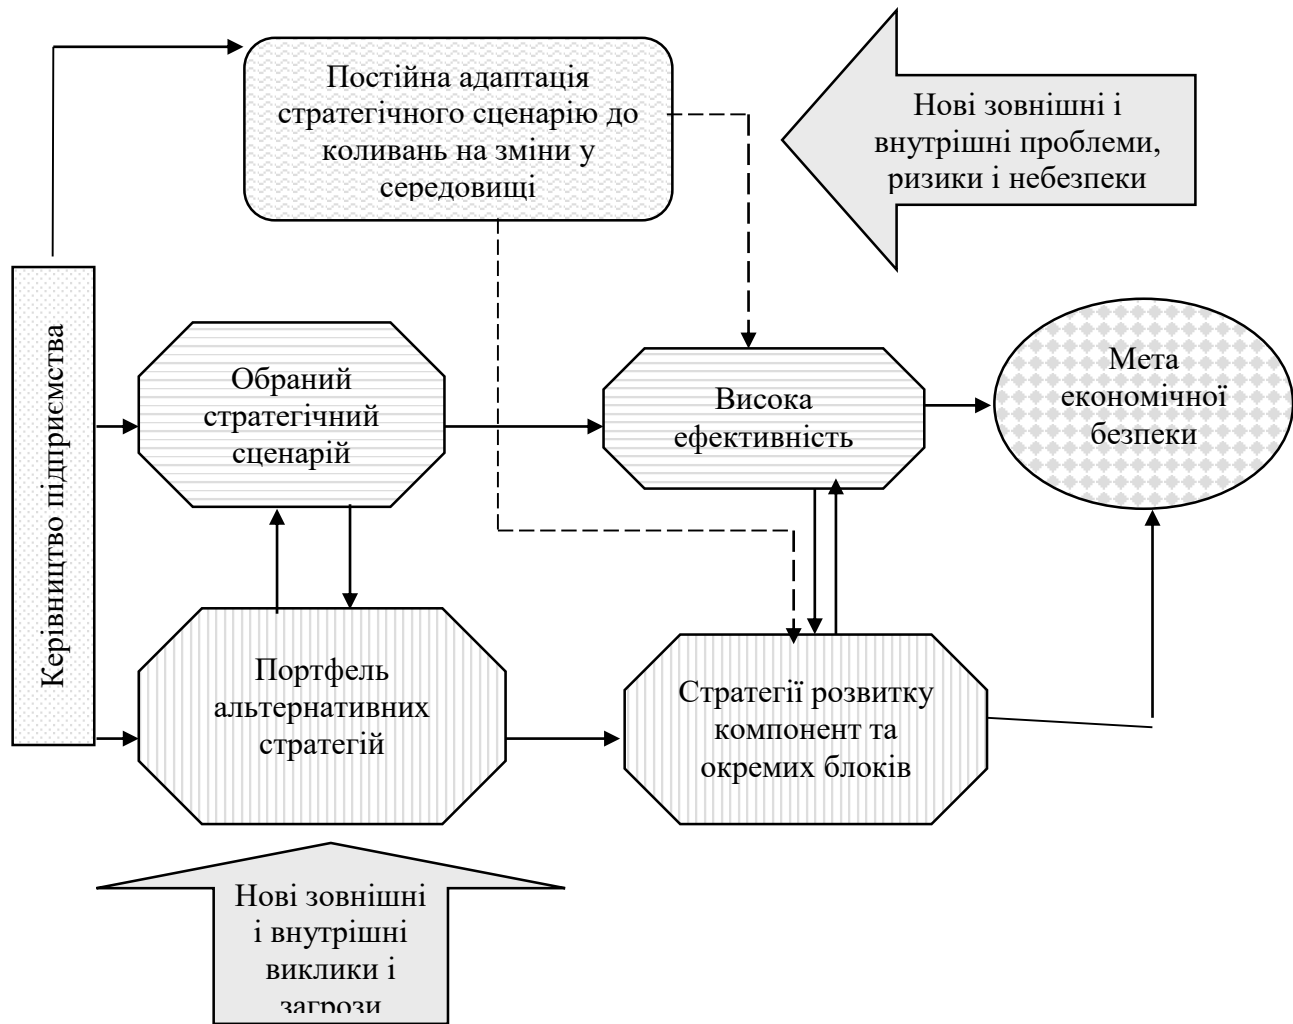 Постійна адаптація
стратегічного сценарію до
коливань на зміни у
середовищі
Нові зовнішні і
внутрішні проблеми,
ризики і небезпеки
Керівництво підприємства
Обраний
стратегічний
сценарій
Висока
ефективність
Мета
економічної
безпеки
Портфель
альтернативних
стратегій
Стратегії розвитку
компонент та
окремих блоків
Нові зовнішні
і внутрішні
виклики і
загрози